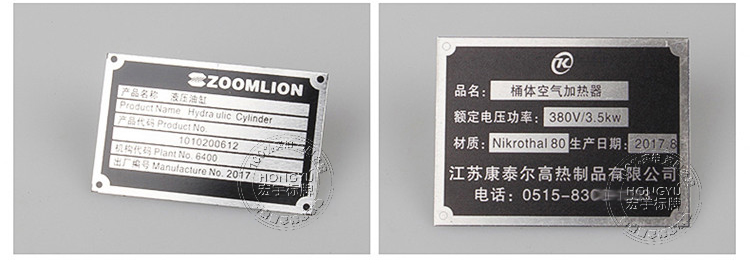 ZOOMLION
产品名称 液压油缸
Product Name Hydraulic Cylinder
产品代码 Product No.
1010200612
机构代码 Plant No. 6400
出厂编号 Manufacture No. 2017
HONGYU
宏宇标牌
TK
品名: 桶体空气加热器
额定电压功率: 380V/3.5kw
材质: Nikrothal 80 生产日期: 2017.8
江苏康泰尔高热制品有限公司
电话: 0515-83
HONGYU
宏宇标牌